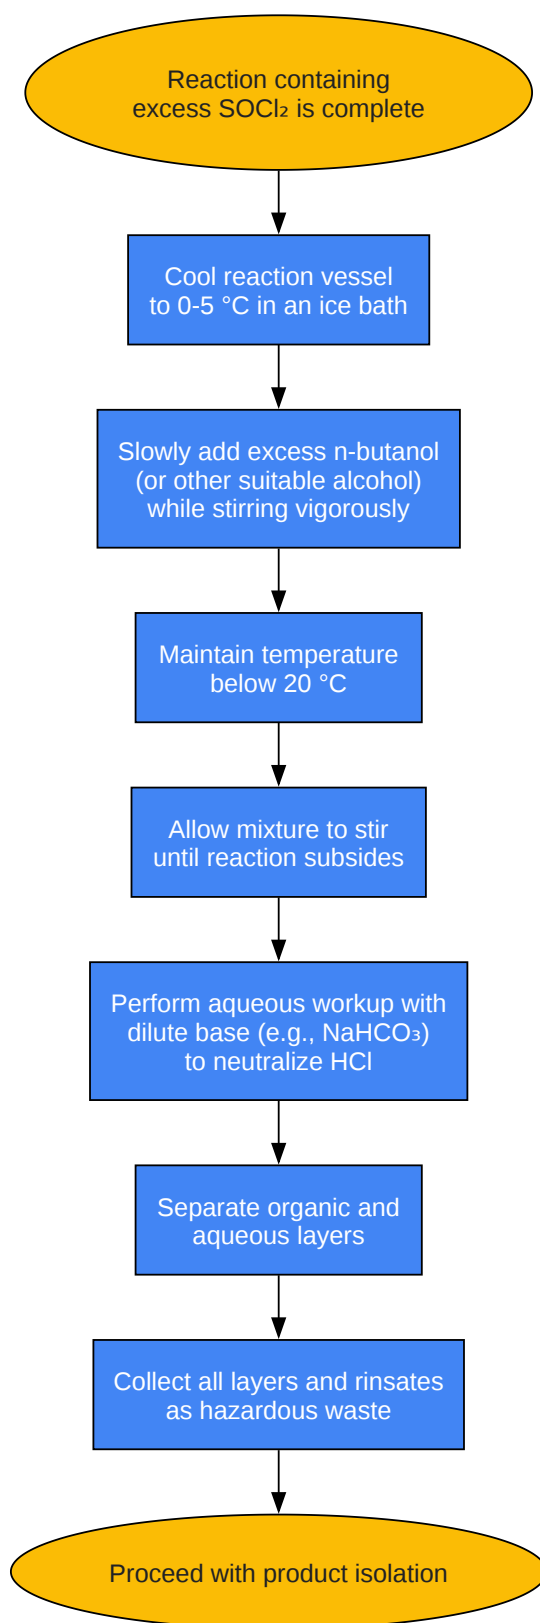 Reaction containing
excess SOCl₂ is complete
Cool reaction vessel
to 0-5 °C in an ice bath
Slowly add excess n-butanol
(or other suitable alcohol)
while stirring vigorously
Maintain temperature
below 20 °C
Allow mixture to stir
until reaction subsides
Perform aqueous workup with
dilute base (e.g., NaHCO₃)
to neutralize HCl
Separate organic and
aqueous layers
Collect all layers and rinsates
as hazardous waste
Proceed with product isolation